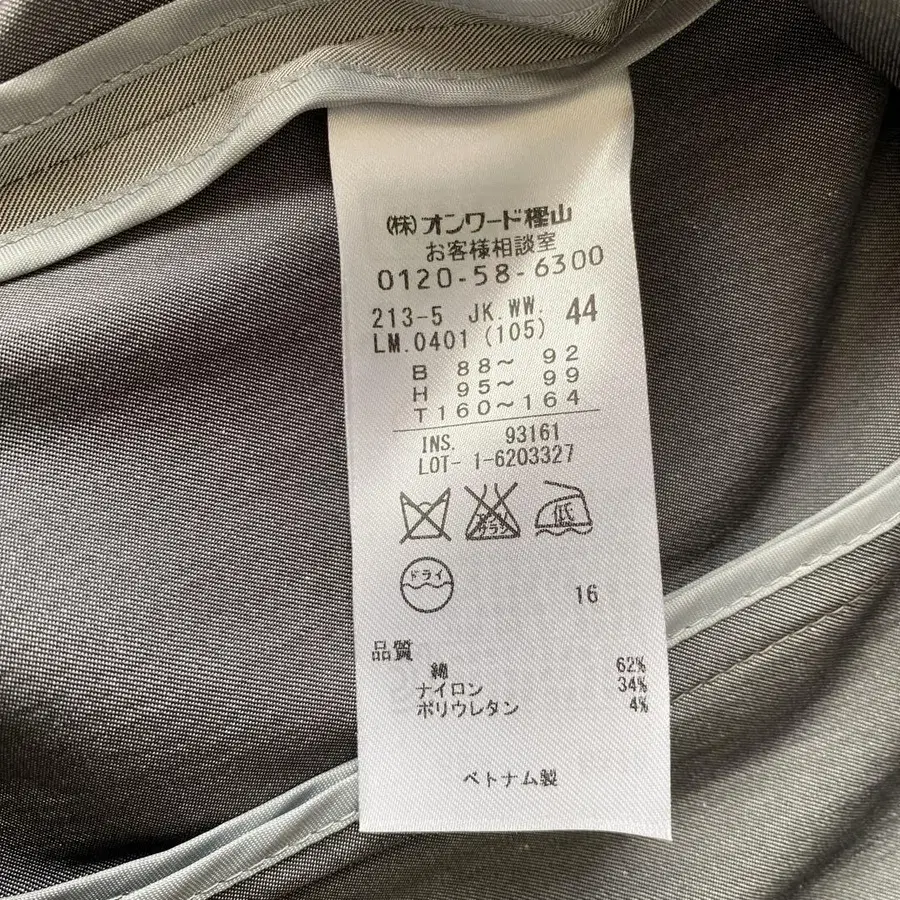 (株)オンワード樫山
お客様相談室
0120-58-6300
213-5 JK.WW. 44
LM.0401 (105)
B 88～ 92
H 95～ 99
T160～164
INS. 93161
LOT- 1-6203327
低
ドライ
16
品質
綿 62%
ナイロン 34%
ポリウレタン 4%
ベトナム製